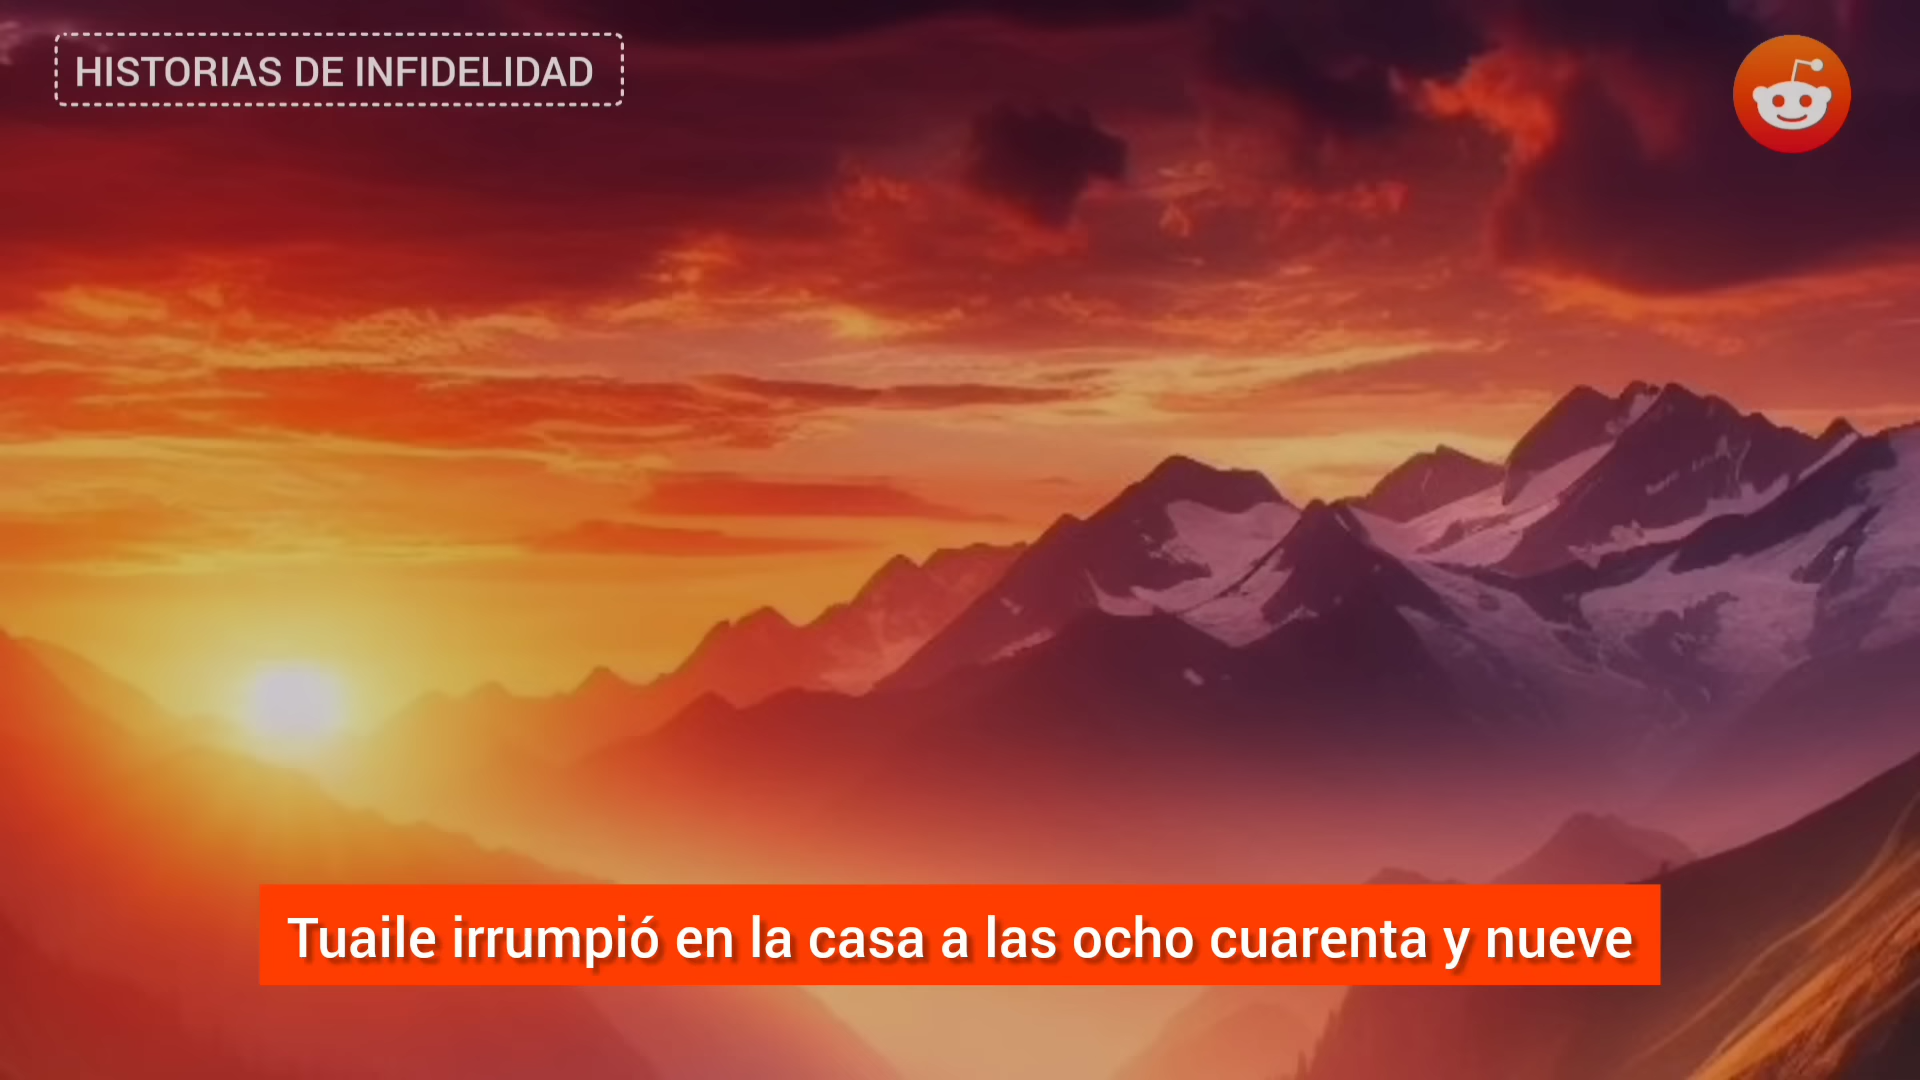 HISTORIAS DE INFIDELIDAD
Tuaile irrumpió en la casa a las ocho cuarenta y nueve